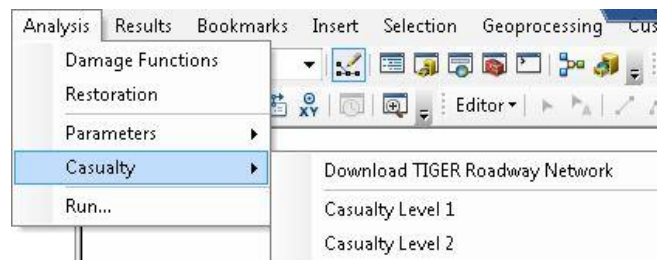 Analysis Results Bookmarks Insert Selection Geoprocessing
Damage Functions
Restoration
XY Editor
Parameters
Casualty
Download TIGER Roadway Network
Run...
Casualty Level 1
Casualty Level 2